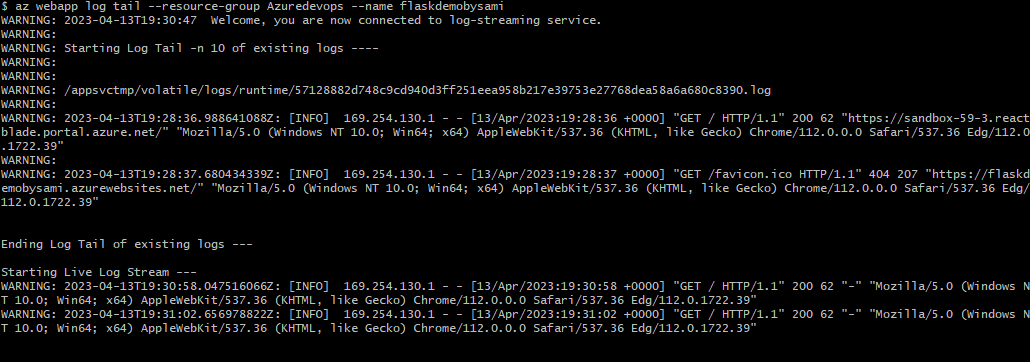 $ az webapp log tail --resource-group Azuredevops --name flaskdemobysami
WARNING: 2023-04-13T19:30:47  Welcome, you are now connected to log-streaming service.
WARNING:
WARNING: Starting Log Tail -n 10 of existing logs ----
WARNING:
WARNING:
WARNING: /appsvctmp/volatile/logs/runtime/57128882d748c9cd940d3ff251eea958b217e39753e27768dea58a6a680c8390.log
WARNING:
WARNING: 2023-04-13T19:28:36.988641088Z: [INFO]  169.254.130.1 - - [13/Apr/2023:19:28:36 +0000] "GET / HTTP/1.1" 200 62 "https://sandbox-59-3.react
blade.portal.azure.net/" "Mozilla/5.0 (Windows NT 10.0; Win64; x64) AppleWebKit/537.36 (KHTML, like Gecko) Chrome/112.0.0.0 Safari/537.36 Edg/112.0
.1722.39"
WARNING:
WARNING: 2023-04-13T19:28:37.680434339Z: [INFO]  169.254.130.1 - - [13/Apr/2023:19:28:37 +0000] "GET /favicon.ico HTTP/1.1" 404 207 "https://flaskd
emobysami.azurewebsites.net/" "Mozilla/5.0 (Windows NT 10.0; Win64; x64) AppleWebKit/537.36 (KHTML, like Gecko) Chrome/112.0.0.0 Safari/537.36 Edg/
112.0.1722.39"
Ending Log Tail of existing logs ---
Starting Live Log Stream ---
WARNING: 2023-04-13T19:30:58.047516066Z: [INFO]  169.254.130.1 - - [13/Apr/2023:19:30:58 +0000] "GET / HTTP/1.1" 200 62 "-" "Mozilla/5.0 (Windows N
T 10.0; Win64; x64) AppleWebKit/537.36 (KHTML, like Gecko) Chrome/112.0.0.0 Safari/537.36 Edg/112.0.1722.39"
WARNING: 2023-04-13T19:31:02.656978822Z: [INFO]  169.254.130.1 - - [13/Apr/2023:19:31:02 +0000] "GET / HTTP/1.1" 200 62 "-" "Mozilla/5.0 (Windows N
T 10.0; Win64; x64) AppleWebKit/537.36 (KHTML, like Gecko) Chrome/112.0.0.0 Safari/537.36 Edg/112.0.1722.39"